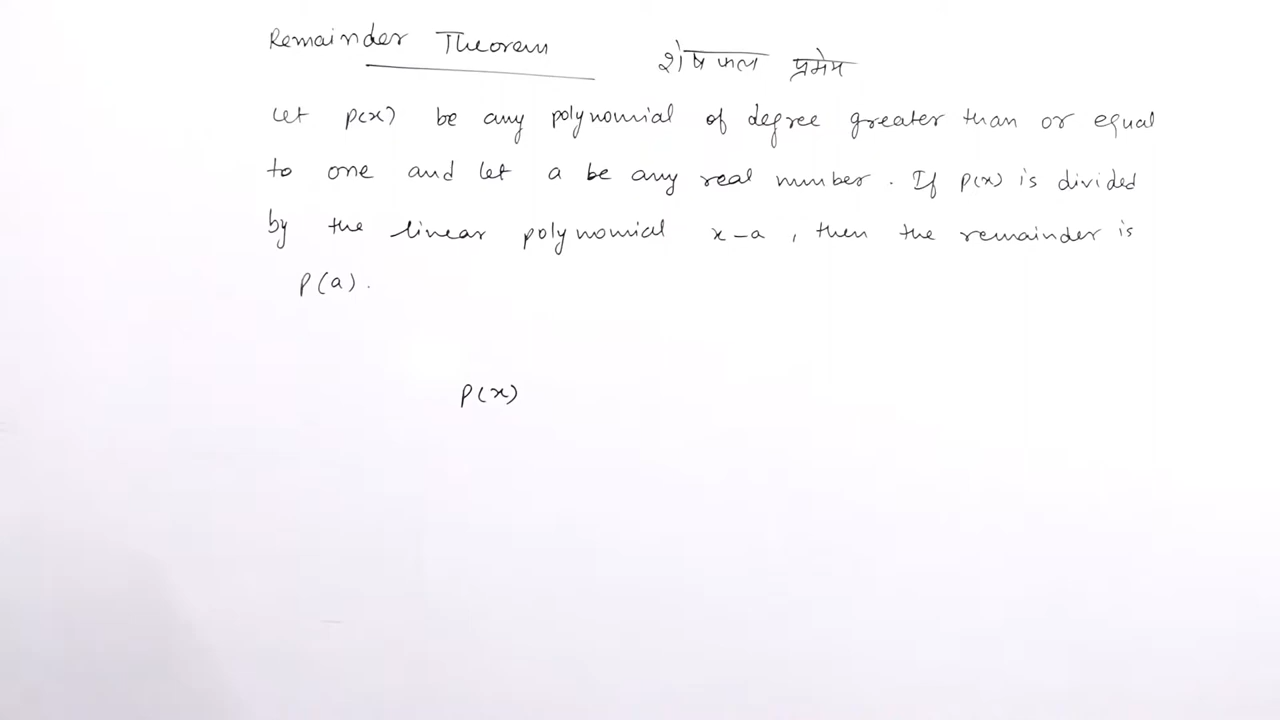 Remainder Theorem शेषफल प्रमेय
Let p(x) be any polynomial of degree greater than or equal
to one and let a be any real number. If p(x) is divided
by the linear polynomial x-a, then the remainder is
p(a).
p(x)